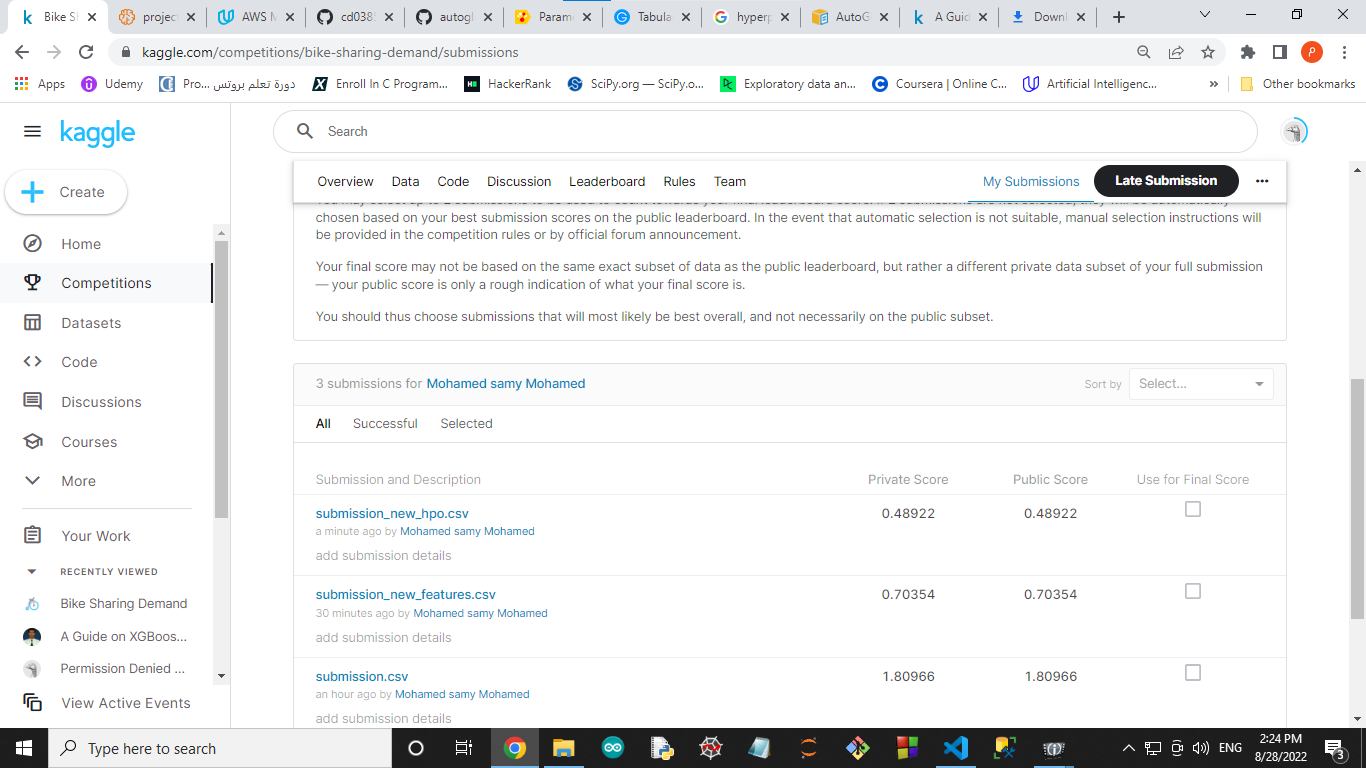 Bike Sh
project
AWS M
cd038
autogl
Param
Tabula
hyperp
AutoG
A Guid
Downl
kaggle.com/competitions/bike-sharing-demand/submissions
P
Apps
Udemy
دورة تعلم بروتس ...Pro
Enroll In C Program...
HackerRank
SciPy.org — SciPy.o...
Exploratory data an...
Coursera | Online C...
Artificial Intelligenc...
»
Other bookmarks
kaggle
Search
Create
Home
Competitions
Datasets
Code
Discussions
Courses
More
Your Work
RECENTLY VIEWED
Bike Sharing Demand
A Guide on XGBoos...
Permission Denied ...
View Active Events
Overview
Data
Code
Discussion
Leaderboard
Rules
Team
My Submissions
Late Submission
chosen based on your best submission scores on the public leaderboard. In the event that automatic selection is not suitable, manual selection instructions will
be provided in the competition rules or by official forum announcement.
Your final score may not be based on the same exact subset of data as the public leaderboard, but rather a different private data subset of your full submission
— your public score is only a rough indication of what your final score is.
You should thus choose submissions that will most likely be best overall, and not necessarily on the public subset.
3 submissions for Mohamed samy Mohamed
Sort by
Select...
All
Successful
Selected
Submission and Description
Private Score
Public Score
Use for Final Score
submission_new_hpo.csv
0.48922
0.48922
a minute ago by Mohamed samy Mohamed
add submission details
submission_new_features.csv
0.70354
0.70354
30 minutes ago by Mohamed samy Mohamed
add submission details
submission.csv
1.80966
1.80966
an hour ago by Mohamed samy Mohamed
add submission details
Type here to search
ENG
2:24 PM
8/28/2022
3